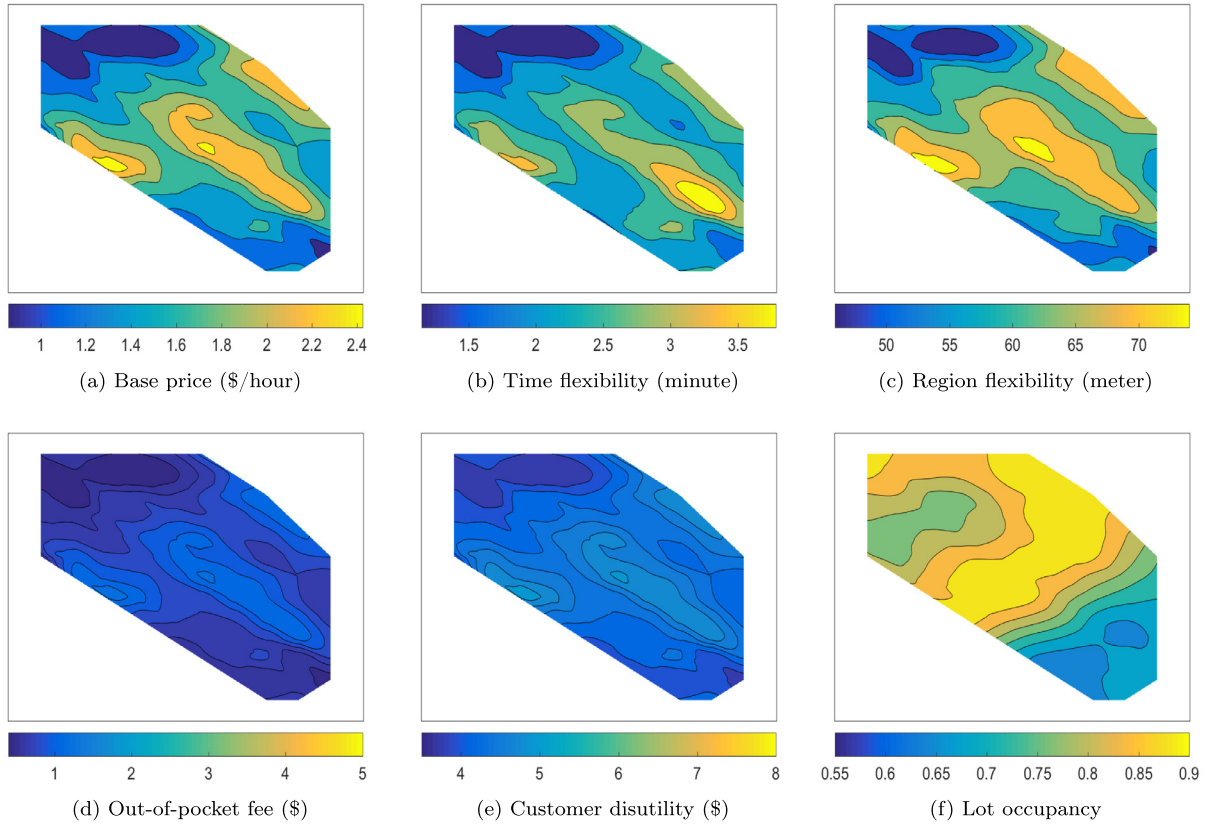 1 1.2 1.4 1.6 1.8 2 2.2 2.4
1.5 2 2.5 3 3.5
50 55 60 65 70
(a) Base price ($/hour)
(b) Time flexibility (minute)
(c) Region flexibility (meter)
1 2 3 4 5
4 5 6 7 8
0.55 0.6 0.65 0.7 0.75 0.8 0.85 0.9
(d) Out-of-pocket fee ($)
(e) Customer disutility ($)
(f) Lot occupancy